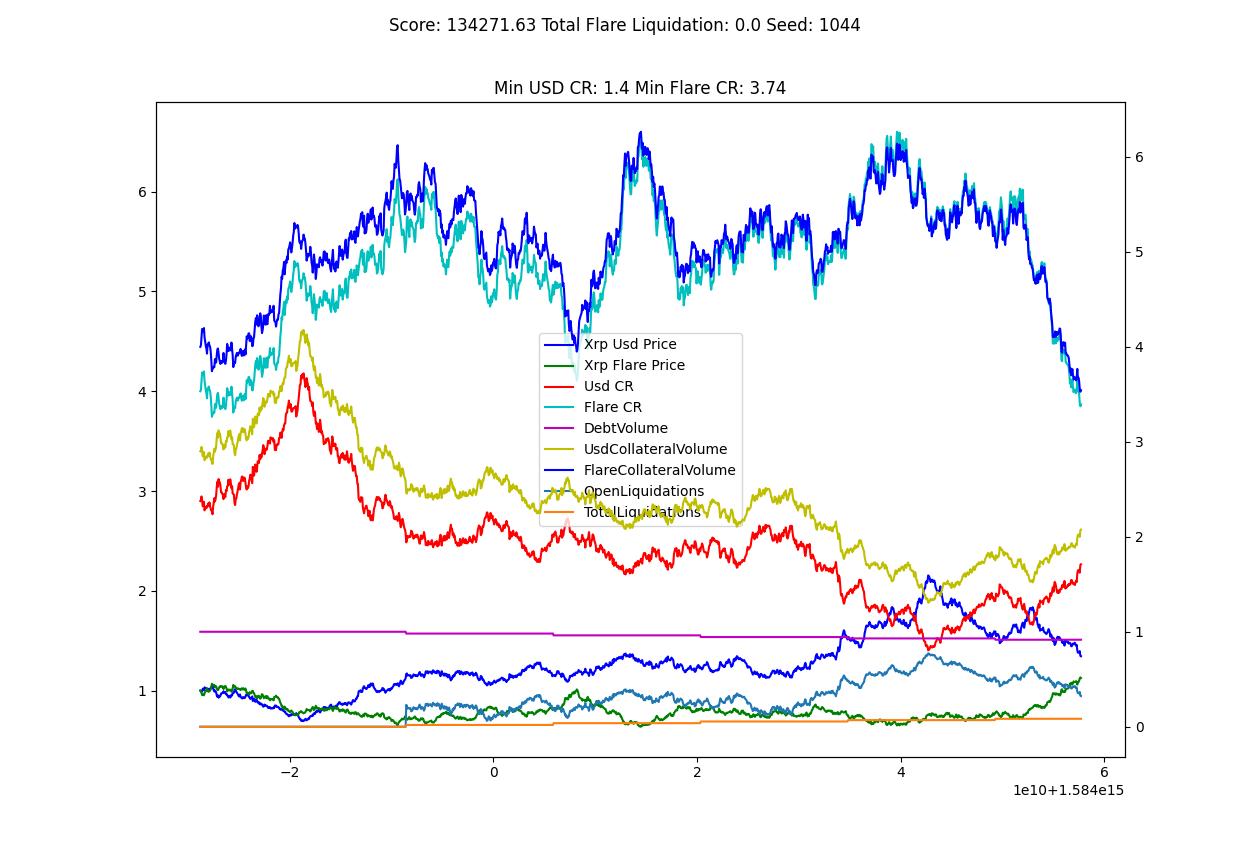 Score: 134271.63 Total Flare Liquidation: 0.0 Seed: 1044
Min USD CR: 1.4 Min Flare CR: 3.74
6
5
4
3
2
1
6
5
4
3
2
1
0
Xrp Usd Price
Xrp Flare Price
Usd CR
Flare CR
DebtVolume
UsdCollateralVolume
FlareCollateralVolume
OpenLiquidations
TotalLiquidations
−2
0
2
4
6
1e10+1.584e15